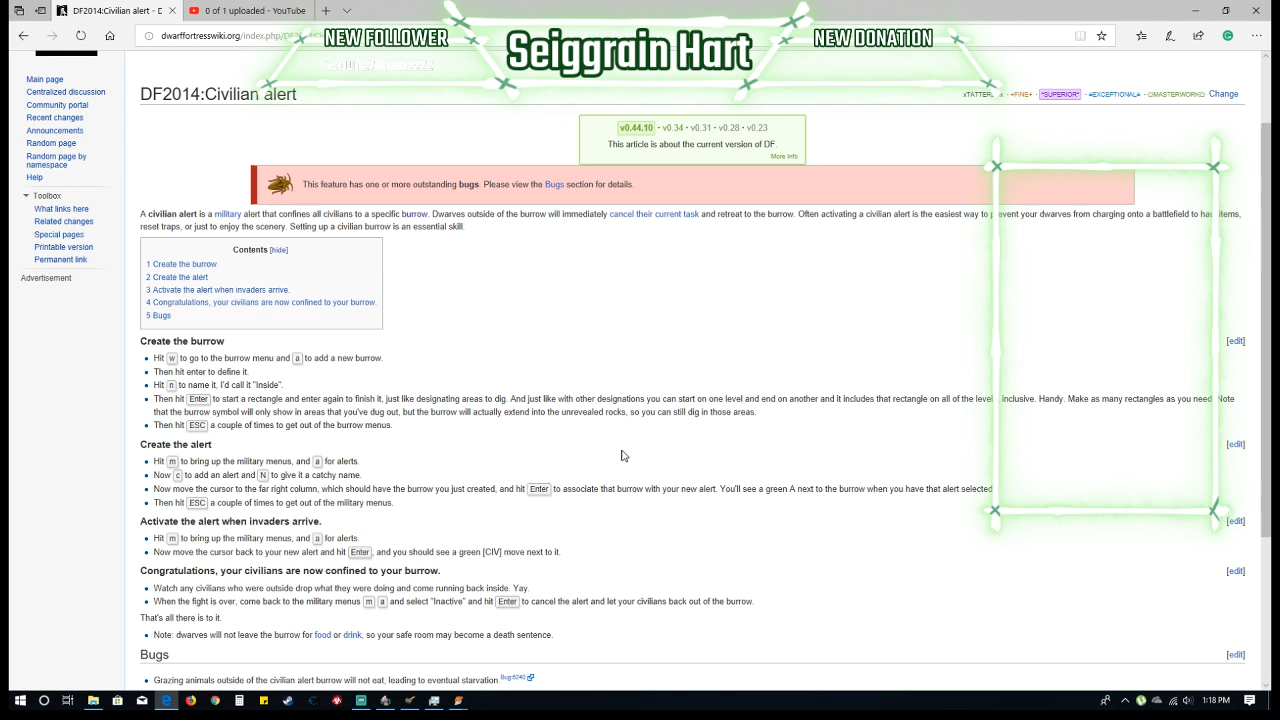 DF2014:Civilian alert - D
0 of 1 uploaded - YouTube
dwarffortresswiki.org/index.php/DF2014:Ci
NEW FOLLOWER
Seiggrain Hart
NEW DONATION
Main page
Centralized discussion
Community portal
Recent changes
Announcements
Random page
Random page by
namespace
Help
Toolbox
What links here
Related changes
Special pages
Printable version
Permanent link
Advertisement
DF2014:Civilian alert
+FINE+ · *SUPERIOR* · ≡EXCEPTIONAL≡ · ☼MASTERWORK☼ Change
v0.44.10 · v0.34 · v0.31 · v0.28 · v0.23
This article is about the current version of DF.
More Info
This feature has one or more outstanding bugs. Please view the Bugs section for details.
A civilian alert is a military alert that confines all civilians to a specific burrow. Dwarves outside of the burrow will immediately cancel their current task and retreat to the burrow. Often activating a civilian alert is the easiest way to prevent your dwarves from charging onto a battlefield to haul items,
reset traps, or just to enjoy the scenery. Setting up a civilian burrow is an essential skill.
Contents [hide]
1 Create the burrow
2 Create the alert
3 Activate the alert when invaders arrive.
4 Congratulations, your civilians are now confined to your burrow.
5 Bugs
Create the burrow [edit]
Hit w to go to the burrow menu and a to add a new burrow.
Then hit enter to define it.
Hit n to name it, I'd call it "Inside".
Then hit Enter to start a rectangle and enter again to finish it, just like designating areas to dig. And just like with other designations you can start on one level and end on another and it includes that rectangle on all of the levels inclusive. Handy. Make as many rectangles as you need. Note
that the burrow symbol will only show in areas that you've dug out, but the burrow will actually extend into the unrevealed rocks, so you can still dig in those areas.
Then hit ESC a couple of times to get out of the burrow menus.
Create the alert [edit]
Hit m to bring up the military menus, and a for alerts.
Now c to add an alert and N to give it a catchy name.
Now move the cursor to the far right column, which should have the burrow you just created, and hit Enter to associate that burrow with your new alert. You'll see a green A next to the burrow when you have that alert selected
Then hit ESC a couple of times to get out of the military menus.
Activate the alert when invaders arrive. [edit]
Hit m to bring up the military menus, and a for alerts.
Now move the cursor back to your new alert and hit Enter, and you should see a green [CIV] move next to it.
Congratulations, your civilians are now confined to your burrow. [edit]
Watch any civilians who were outside drop what they were doing and come running back inside. Yay.
When the fight is over, come back to the military menus m a and select "Inactive" and hit Enter to cancel the alert and let your civilians back out of the burrow.
That's all there is to it.
Note: dwarves will not leave the burrow for food or drink, so your safe room may become a death sentence.
Bugs [edit]
Grazing animals outside of the civilian alert burrow will not eat, leading to eventual starvation. Bug:6240
1:18 PM